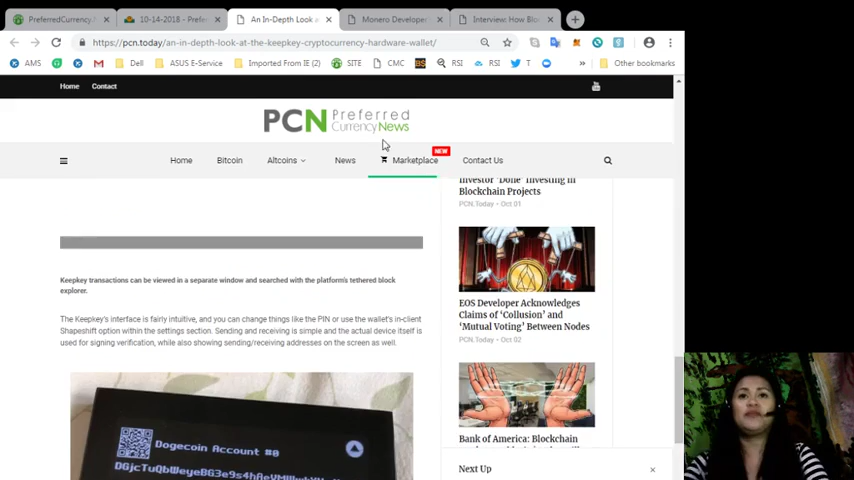 PreferredCurrency
10-14-2018 - Prefer
An In-Depth Look
Monero Developer
Interview: How Blo
https://pcn.today/an-in-depth-look-at-the-keepkey-cryptocurrency-hardware-wallet/
AMS
Dell
ASUS E-Service
Imported From IE (2)
SITE
CMC
BS
RSI
RSI
T
»
Other bookmarks
Home
Contact
PCN Preferred
CurrencyNews
NEW
Home
Bitcoin
Altcoins
News
Marketplace
Contact Us
Investor ‘Done’ Investing in
Blockchain Projects
PCN.Today - Oct 01
Keepkey transactions can be viewed in a separate window and searched with the platform's tethered block
explorer.
The Keepkey's interface is fairly intuitive, and you can change things like the PIN or use the wallet's in-client
Shapeshift option within the settings section. Sending and receiving is simple and the actual device itself is
used for signing verification, while also showing sending/receiving addresses on the screen as well.
EOS Developer Acknowledges
Claims of ‘Collusion’ and
‘Mutual Voting’ Between Nodes
PCN.Today - Oct 02
Dogecoin Account #0
Bank of America: Blockchain
Next Up